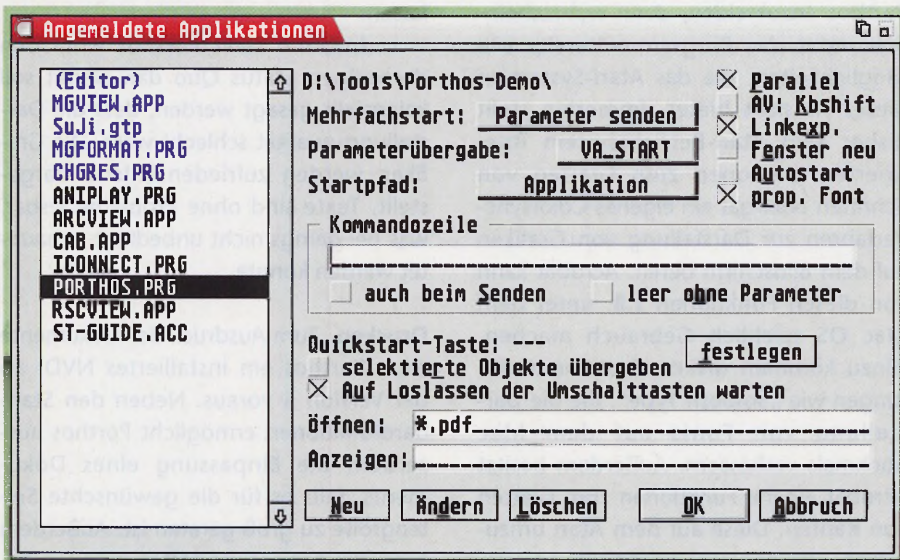 Angemeldete Applikationen
(Editor)
MGVIEW.APP
SuJi.gtp
MGFORMAT.PRG
CHGRES.PRG
ANTPLAY.PRG
ARCVIEW.APP
CAB.APP
ICONNECT.PRG
PORTHOS.PRG
RSCVIEW.APP
ST-GUIDE.ACC
D:\Tools\Porthos-Demo\
Mehrfachstart: Parameter senden
Parameterübergabe: VA_START
Startpfad: Applikation
Parallel
AV: Kbshift
Linkexp.
Fenster
Autostart
prop. Font
Kommandozeile
auch beim Senden
leer ohne Parameter
Quickstart-Taste: festlegen
selektierte Objekte übergeben
Auf Loslassen der Umschalttasten warten
Öffnen: *.pdf
Anzeigen:
Neu Ändern Löschen OK Abbruch